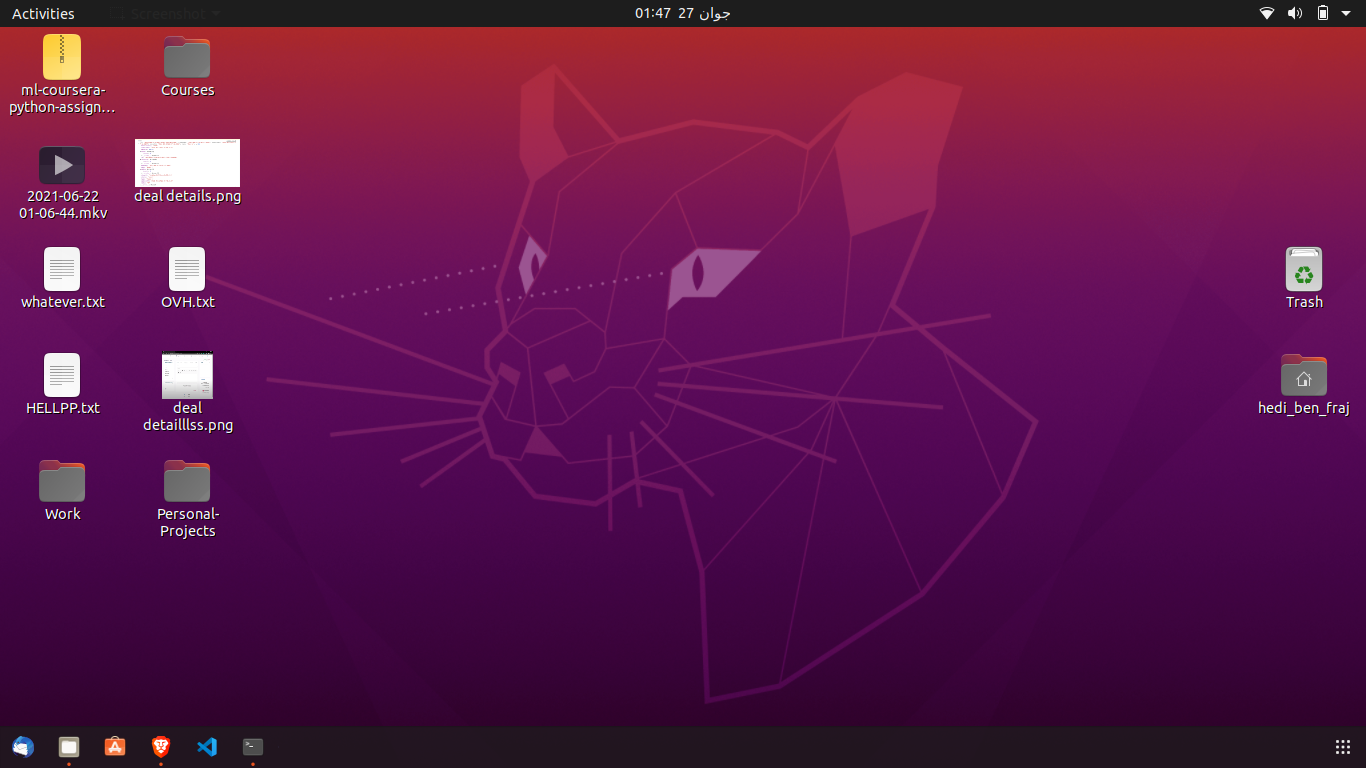 Activities
Screenshot
01:47 27 جوان
ml-coursera-
python-assign...
Courses
2021-06-22
01-06-44.mkv
deal details.png
whatever.txt
OVH.txt
Trash
HELLPP.txt
deal
detailllss.png
hedi_ben_fraj
Work
Personal-
Projects